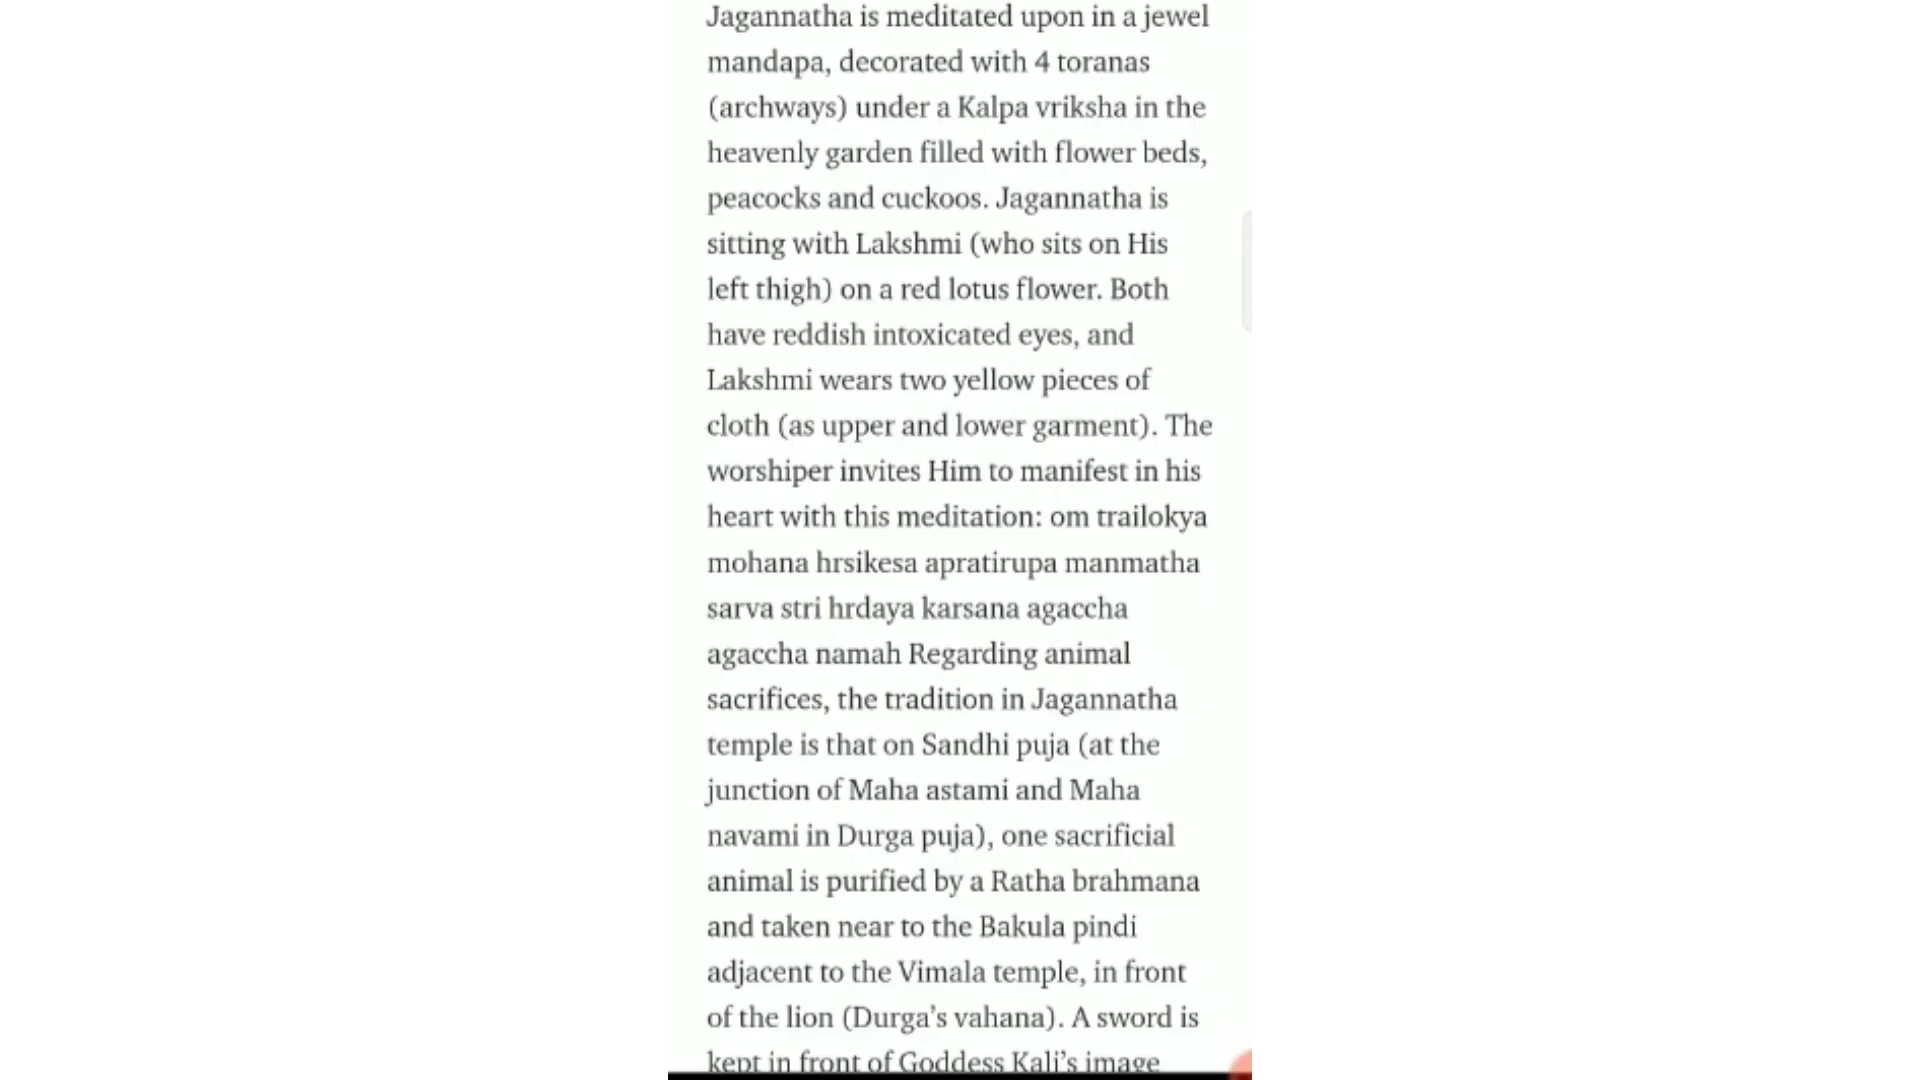 Jagannatha is meditated upon in a jewel
mandapa, decorated with 4 toranas
(archways) under a Kalpa vriksha in the
heavenly garden filled with flower beds,
peacocks and cuckoos. Jagannatha is
sitting with Lakshmi (who sits on His
left thigh) on a red lotus flower. Both
have reddish intoxicated eyes, and
Lakshmi wears two yellow pieces of
cloth (as upper and lower garment). The
worshiper invites Him to manifest in his
heart with this meditation: om trailokya
mohana hrsikesa apratirupa manmatha
sarva stri hrdaya karsana agaccha
agaccha namah Regarding animal
sacrifices, the tradition in Jagannatha
temple is that on Sandhi puja (at the
junction of Maha astami and Maha
navami in Durga puja), one sacrificial
animal is purified by a Ratha brahmana
and taken near to the Bakula pindi
adjacent to the Vimala temple, in front
of the lion (Durga’s vahana). A sword is
kept in front of Goddess Kali’s image